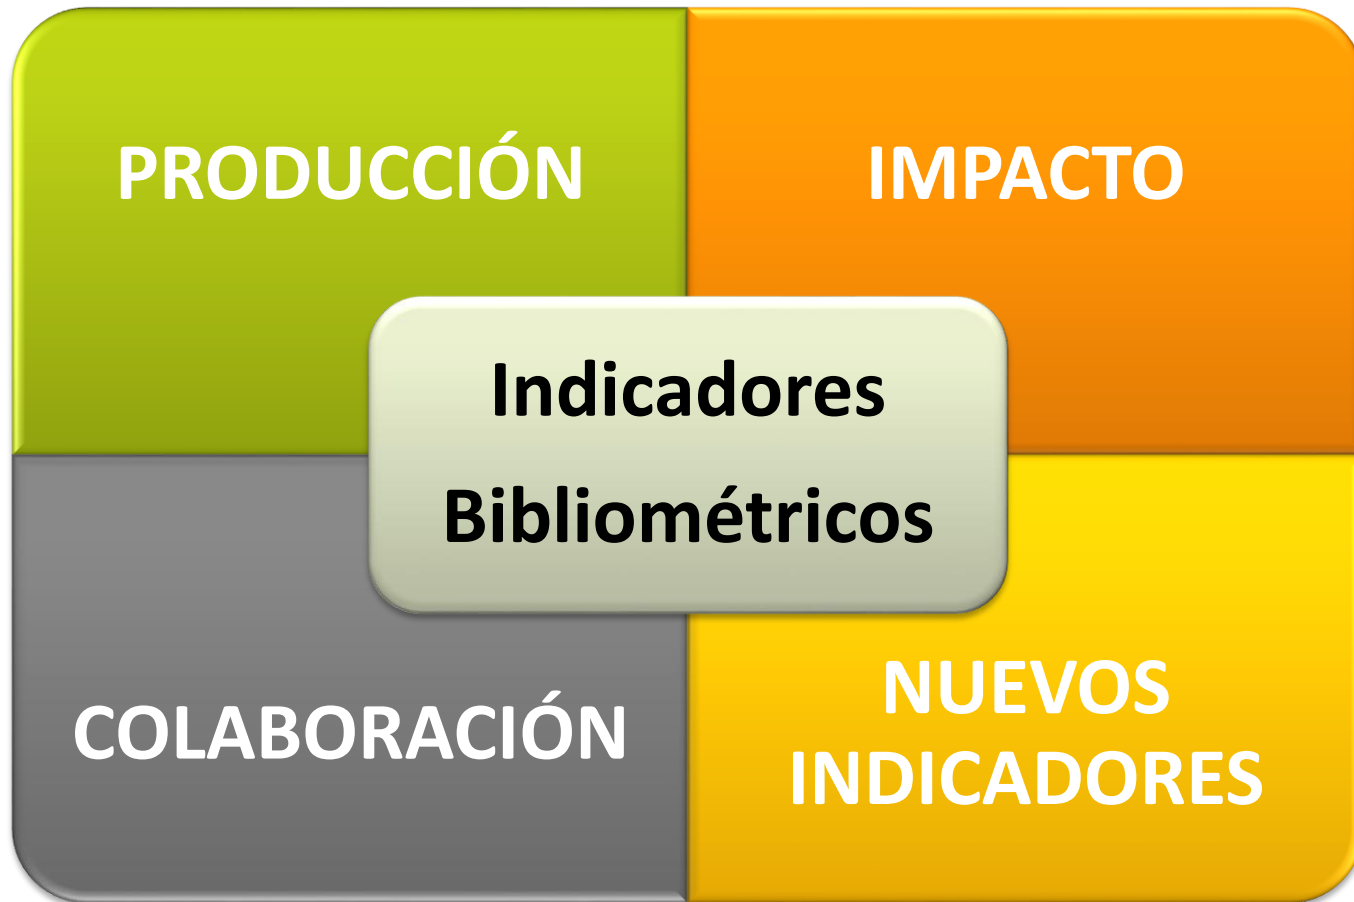 PRODUCCIÓN
IMPACTO
Indicadores
Bibliométricos
COLABORACIÓN
NUEVOS
INDICADORES